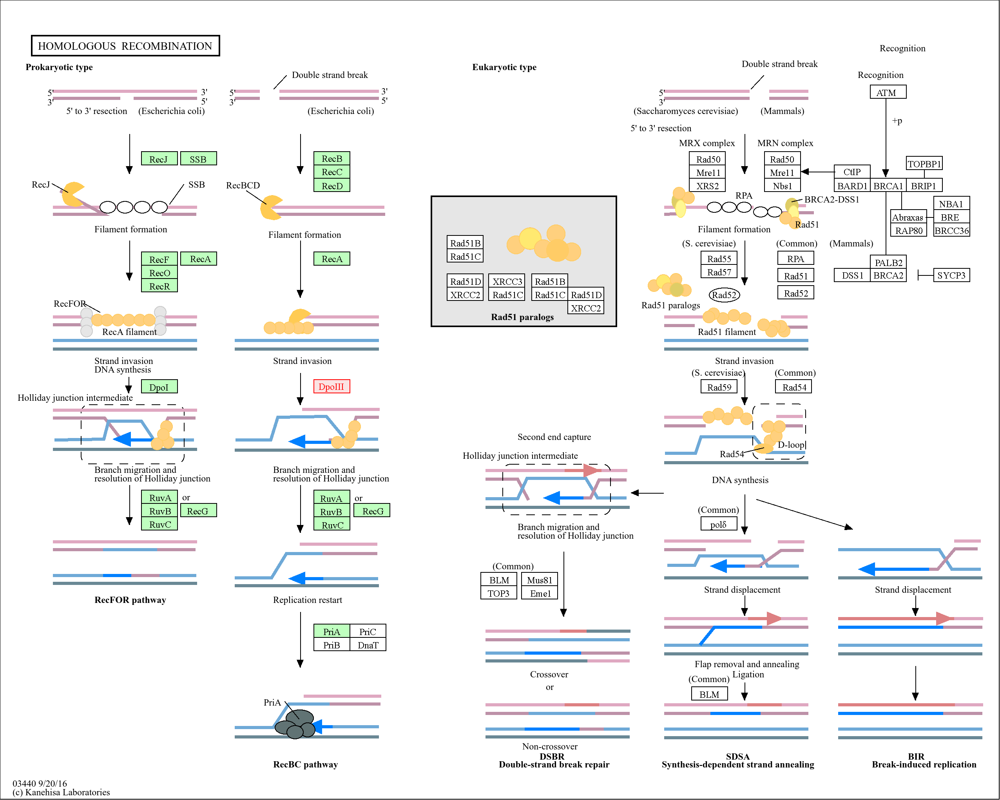 HOMOLOGOUS RECOMBINATION
Prokaryotic type
Double strand break
5'
3'
3'
5'
5'
3'
3'
5'
5' to 3' resection
(Escherichia coli)
(Escherichia coli)
RecJ
SSB
RecB
RecC
RecD
RecJ
SSB
RecBCD
Filament formation
Filament formation
RecF
RecA
RecO
RecR
RecA
RecFOR
RecA filament
Strand invasion
DNA synthesis
Strand invasion
DpoI
DpoIII
Holliday junction intermediate
Branch migration and
resolution of Holliday junction
Branch migration and
resolution of Holliday junction
RuvA
or
RuvB
RecG
RuvC
RuvA
or
RuvB
RecG
RuvC
RecFOR pathway
Replication restart
PriA
PriC
PriB
DnaT
PriA
RecBC pathway
Eukaryotic type
Rad51B
Rad51C
Rad51D
XRCC2
XRCC3
Rad51C
Rad51B
Rad51C
Rad51D
XRCC2
Rad51 paralogs
Recognition
Double strand break
Recognition
5'
3'
ATM
(Saccharomyces cerevisiae)
(Mammals)
+p
5' to 3' resection
MRX complex
MRN complex
Rad50
Mre11
XRS2
Rad50
Mre11
Nbs1
CtIP
TOPBP1
BARD1
BRCA1
BRIP1
RPA
BRCA2-DSS1
NBA1
Abraxas
BRE
RAP80
BRCC36
Rad51
Filament formation
(S. cerevisiae)
(Common)
(Mammals)
Rad55
Rad57
RPA
Rad51
Rad52
PALB2
DSS1
BRCA2
SYCP3
Rad52
Rad51 paralogs
Rad51 filament
Strand invasion
(S. cerevisiae)
(Common)
Rad59
Rad54
D-loop
Rad54
DNA synthesis
Second end capture
Holliday junction intermediate
Branch migration and
resolution of Holliday junction
(Common)
polδ
(Common)
BLM
TOP3
Mus81
Eme1
Strand displacement
Strand displacement
Crossover
or
Flap removal and annealing
Ligation
(Common)
BLM
Non-crossover
DSBR
Double-strand break repair
SDSA
Synthesis-dependent strand annealing
BIR
Break-induced replication
03440 9/20/16
(c) Kanehisa Laboratories